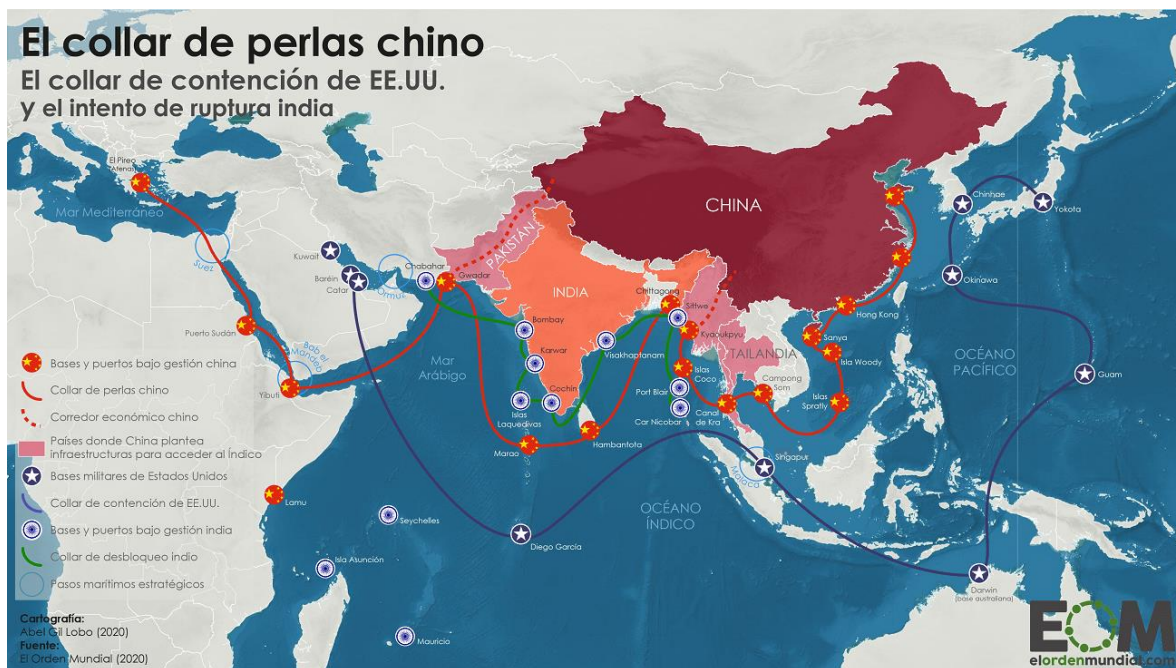 El collar de perlas chino
El collar de contención de EE.UU.
y el intento de ruptura india
El Pireo
(Atenas)
Mar Mediterráneo
Suez
Kuwait
Baréin
Catar
Ormuz
Chabahar
Gwadar
PAKISTÁN
CHINA
INDIA
Chittagong
Sittwe
Kyaukpyu
TAILANDIA
Chinhae
Yokota
Okinawa
Hong Kong
Sanya
Isla Woody
Islas
Spratly
Campong
Som
OCÉANO
PACÍFICO
Guam
Puerto Sudán
Bab el
Mandeb
Yibuti
Mar
Arábigo
Bombay
Karwar
Visakhaptanam
Cochín
Islas
Laquedivas
Islas
Coco
Port Blair
Car Nicobar
Canal
de Kra
Marao
Hambantota
Singapur
Malaca
OCÉANO
ÍNDICO
Lamu
Seychelles
Diego García
Isla Asunción
Mauricio
Darwin
(base australiana)
Bases y puertos bajo gestión china
Collar de perlas chino
Corredor económico chino
Países donde China plantea
infraestructuras para acceder al Índico
Bases militares de Estados Unidos
Collar de contención de EE.UU.
Bases y puertos bajo gestión india
Collar de desbloqueo indio
Pasos marítimos estratégicos
Cartografía:
Abel Gil Lobo (2020)
Fuente:
El Orden Mundial (2020)
EOM
elordenmundial.com